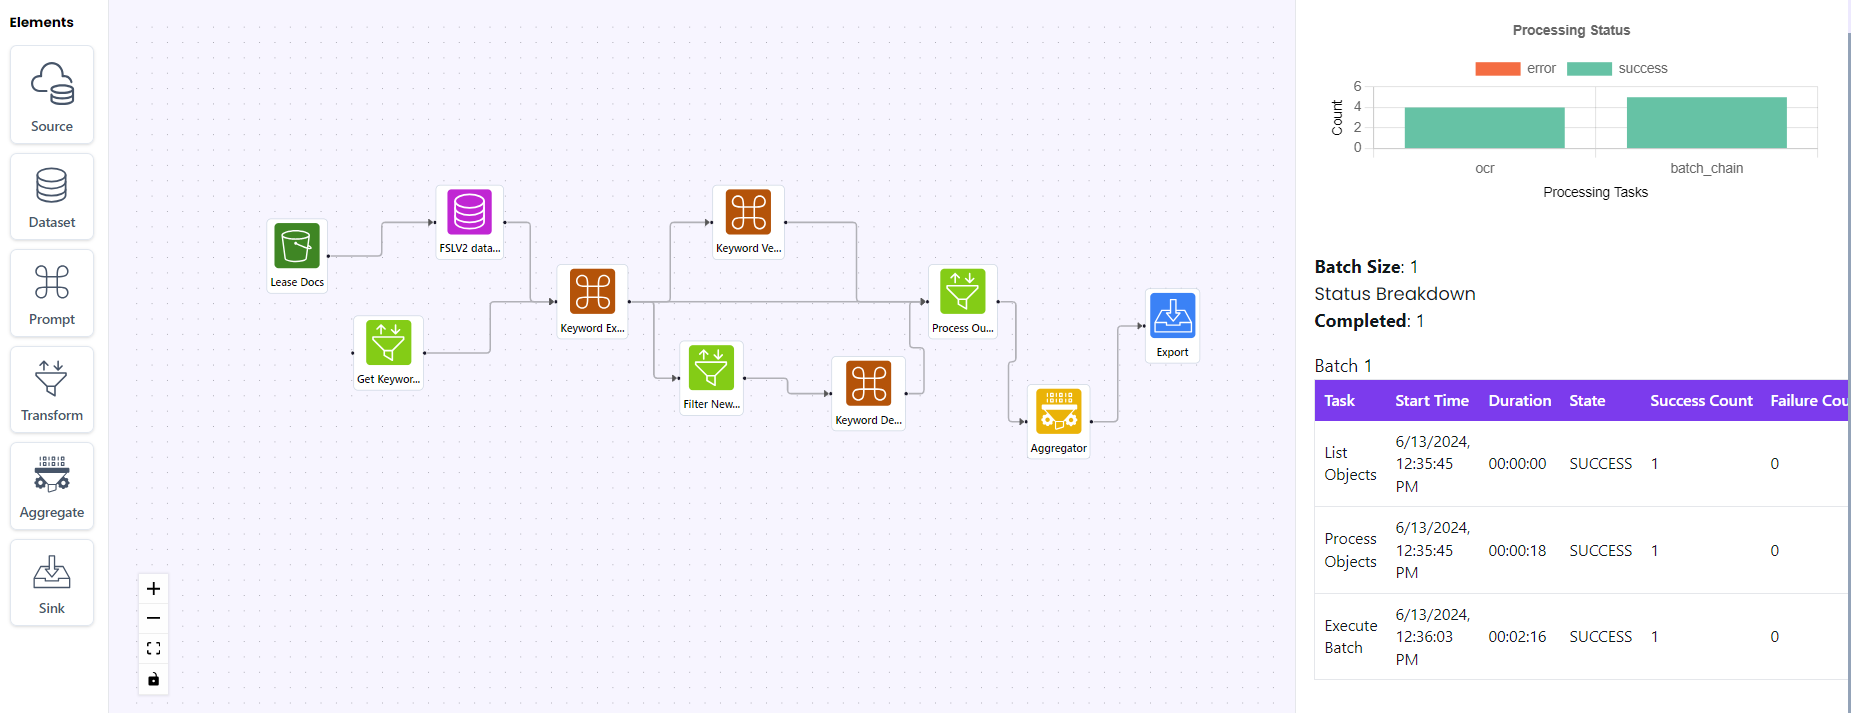 Elements
Source
Dataset
Prompt
Transform
Aggregate
Sink
Lease Docs
FSLV2 data...
Get Keywor...
Keyword Ex...
Keyword Ve...
Filter New...
Keyword De...
Process Ou...
Aggregator
Export
Processing Status
error success
Count
6
4
2
0
ocr batch_chain
Processing Tasks
Batch Size: 1
Status Breakdown
Completed: 1
Batch 1
Task Start Time Duration State Success Count Failure Cou
List Objects 6/13/2024, 12:35:45 PM 00:00:00 SUCCESS 1 0
Process Objects 6/13/2024, 12:35:45 PM 00:00:18 SUCCESS 1 0
Execute Batch 6/13/2024, 12:36:03 PM 00:02:16 SUCCESS 1 0